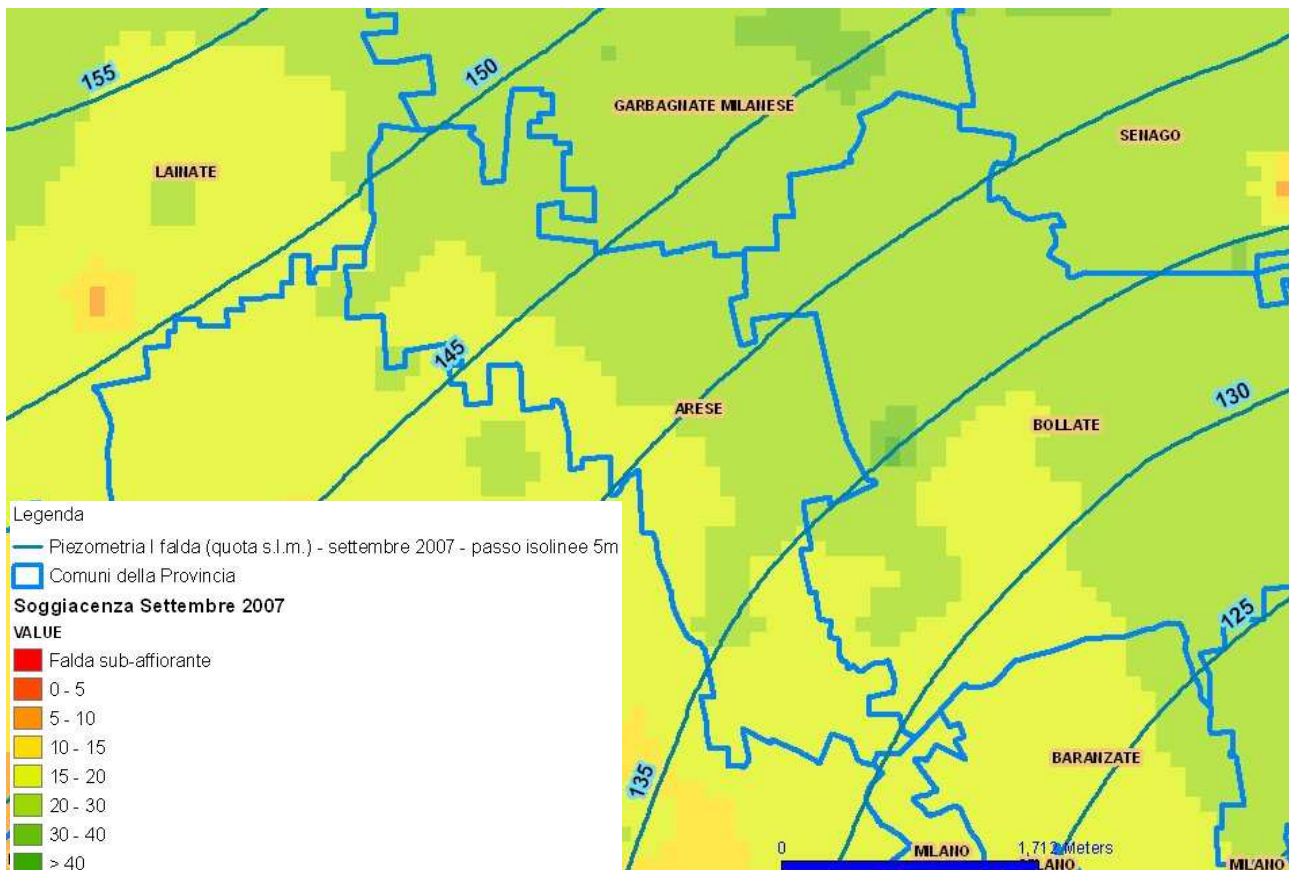 155
150
GARBAGNATE MILANESE
SENAGO
LAINATE
145
ARESE
130
BOLLATE
125
135
BARANZATE
0
1,712 Meters
MILANO
MILANO
MILANO
Legenda
Piezometria I falda (quota s.l.m.) - settembre 2007 - passo isolinee 5m
Comuni della Provincia
Soggiacenza Settembre 2007
VALUE
Falda sub-affiorante
0 - 5
5 - 10
10 - 15
15 - 20
20 - 30
30 - 40
> 40